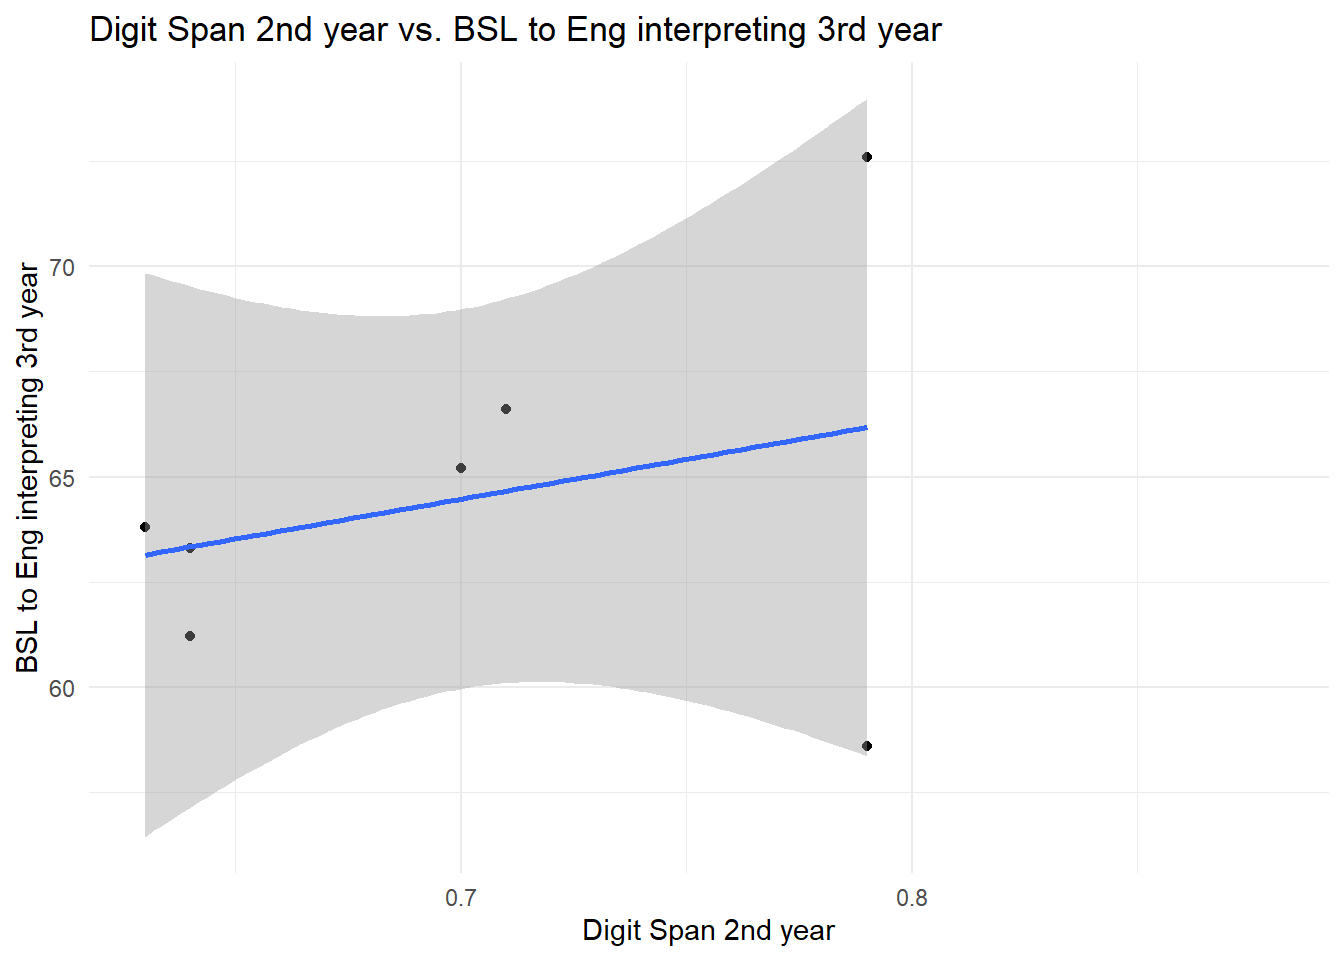 Digit Span 2nd year vs. BSL to Eng interpreting 3rd year
BSL to Eng interpreting 3rd year
70
65
60
0.7
0.8
Digit Span 2nd year